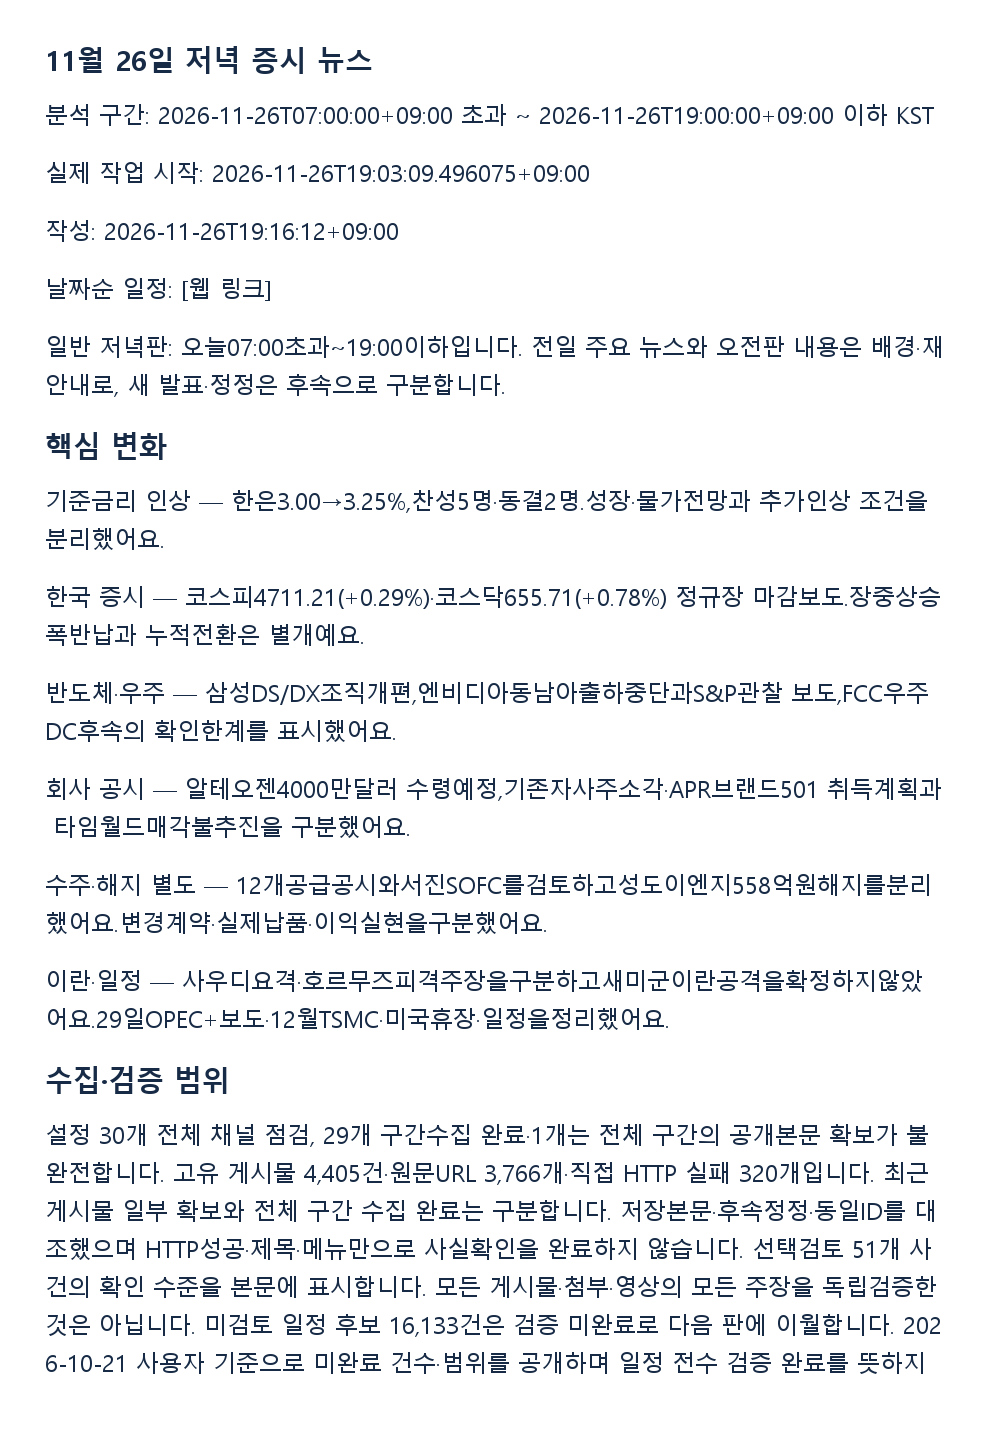 11월 26일 저녁 증시 뉴스
분석 구간: 2026-11-26T07:00:00+09:00 초과 ~ 2026-11-26T19:00:00+09:00 이하 KST
실제 작업 시작: 2026-11-26T19:03:09.496075+09:00
작성: 2026-11-26T19:16:12+09:00
날짜순 일정: [웹 링크]
일반 저녁판: 오늘07:00초과~19:00이하입니다. 전일 주요 뉴스와 오전판 내용은 배경·재
안내로, 새 발표·정정은 후속으로 구분합니다.
핵심 변화
기준금리 인상 — 한은3.00→3.25%,찬성5명·동결2명.성장·물가전망과 추가인상 조건을
분리했어요.
한국 증시 — 코스피4711.21(+0.29%)·코스닥655.71(+0.78%) 정규장 마감보도.장중상승
폭반납과 누적전환은 별개예요.
반도체·우주 — 삼성DS/DX조직개편,엔비디아동남아출하중단과S&P관찰 보도,FCC우주
DC후속의 확인한계를 표시했어요.
회사 공시 — 알테오젠4000만달러 수령예정,기존자사주소각·APR브랜드501 취득계획과
타임월드매각불추진을 구분했어요.
수주·해지 별도 — 12개공급공시와서진SOFC를검토하고성도이엔지558억원해지를분리
했어요.변경계약·실제납품·이익실현을구분했어요.
이란·일정 — 사우디요격·호르무즈피격주장을구분하고새미군이란공격을확정하지않았
어요.29일OPEC+보도·12월TSMC·미국휴장·일정을정리했어요.
수집·검증 범위
설정 30개 전체 채널 점검, 29개 구간수집 완료·1개는 전체 구간의 공개본문 확보가 불
완전합니다. 고유 게시물 4,405건·원문URL 3,766개·직접 HTTP 실패 320개입니다. 최근
게시물 일부 확보와 전체 구간 수집 완료는 구분합니다. 저장본문·후속정정·동일ID를 대
조했으며 HTTP성공·제목·메뉴만으로 사실확인을 완료하지 않습니다. 선택검토 51개 사
건의 확인 수준을 본문에 표시합니다. 모든 게시물·첨부·영상의 모든 주장을 독립검증한
것은 아닙니다. 미검토 일정 후보 16,133건은 검증 미완료로 다음 판에 이월합니다. 202
6-10-21 사용자 기준으로 미완료 건수·범위를 공개하며 일정 전수 검증 완료를 뜻하지